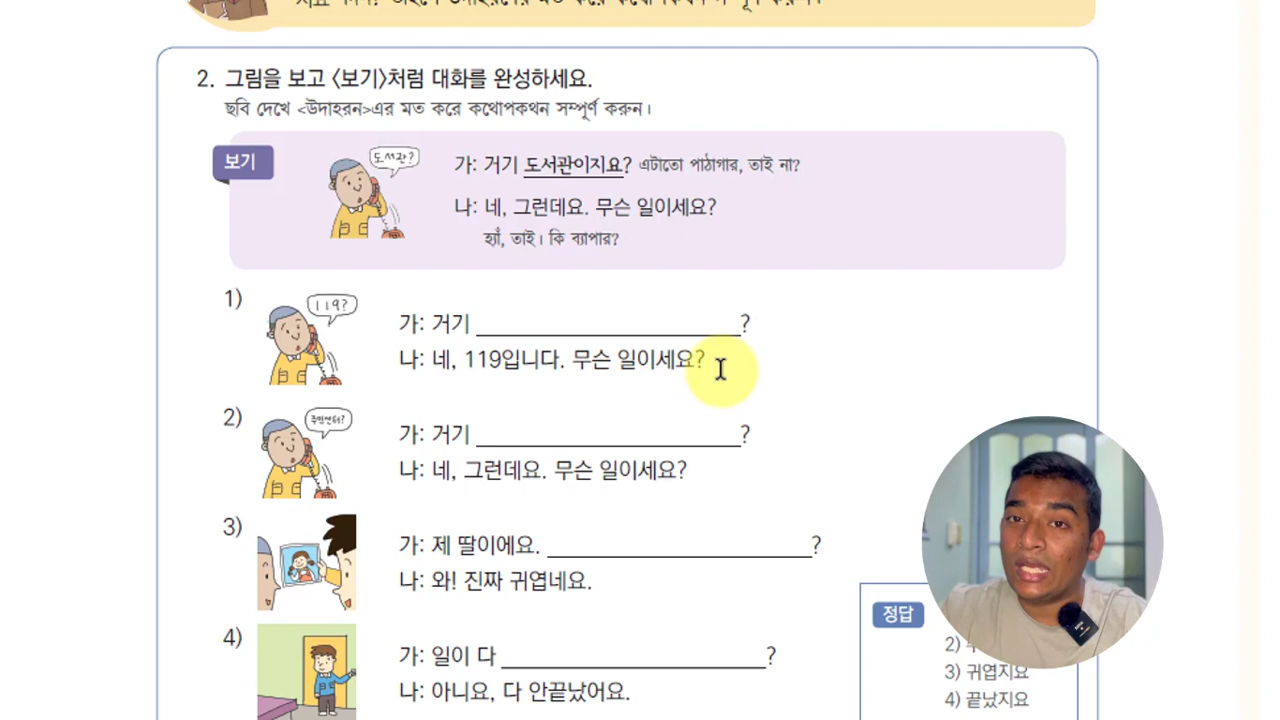 2. 그림을 보고 〈보기〉처럼 대화를 완성하세요.
ছবি দেখে <উদাহরন>এর মত করে কথোপকথন সম্পূর্ণ করুন।
보기
도서관?
가: 거기 도서관이지요? এটাতো পাঠাগার, তাই না?
나: 네, 그런데요. 무슨 일이세요?
হ্যাঁ, তাই। কি ব্যাপার?
1)
119?
가: 거기 ?
나: 네, 119입니다. 무슨 일이세요?
2)
주민센터?
가: 거기 ?
나: 네, 그런데요. 무슨 일이세요?
3)
가: 제 딸이에요. ?
나: 와! 진짜 귀엽네요.
4)
가: 일이 다 ?
나: 아니요, 다 안끝났어요.
정답
2)
3) 귀엽지요
4) 끝났지요